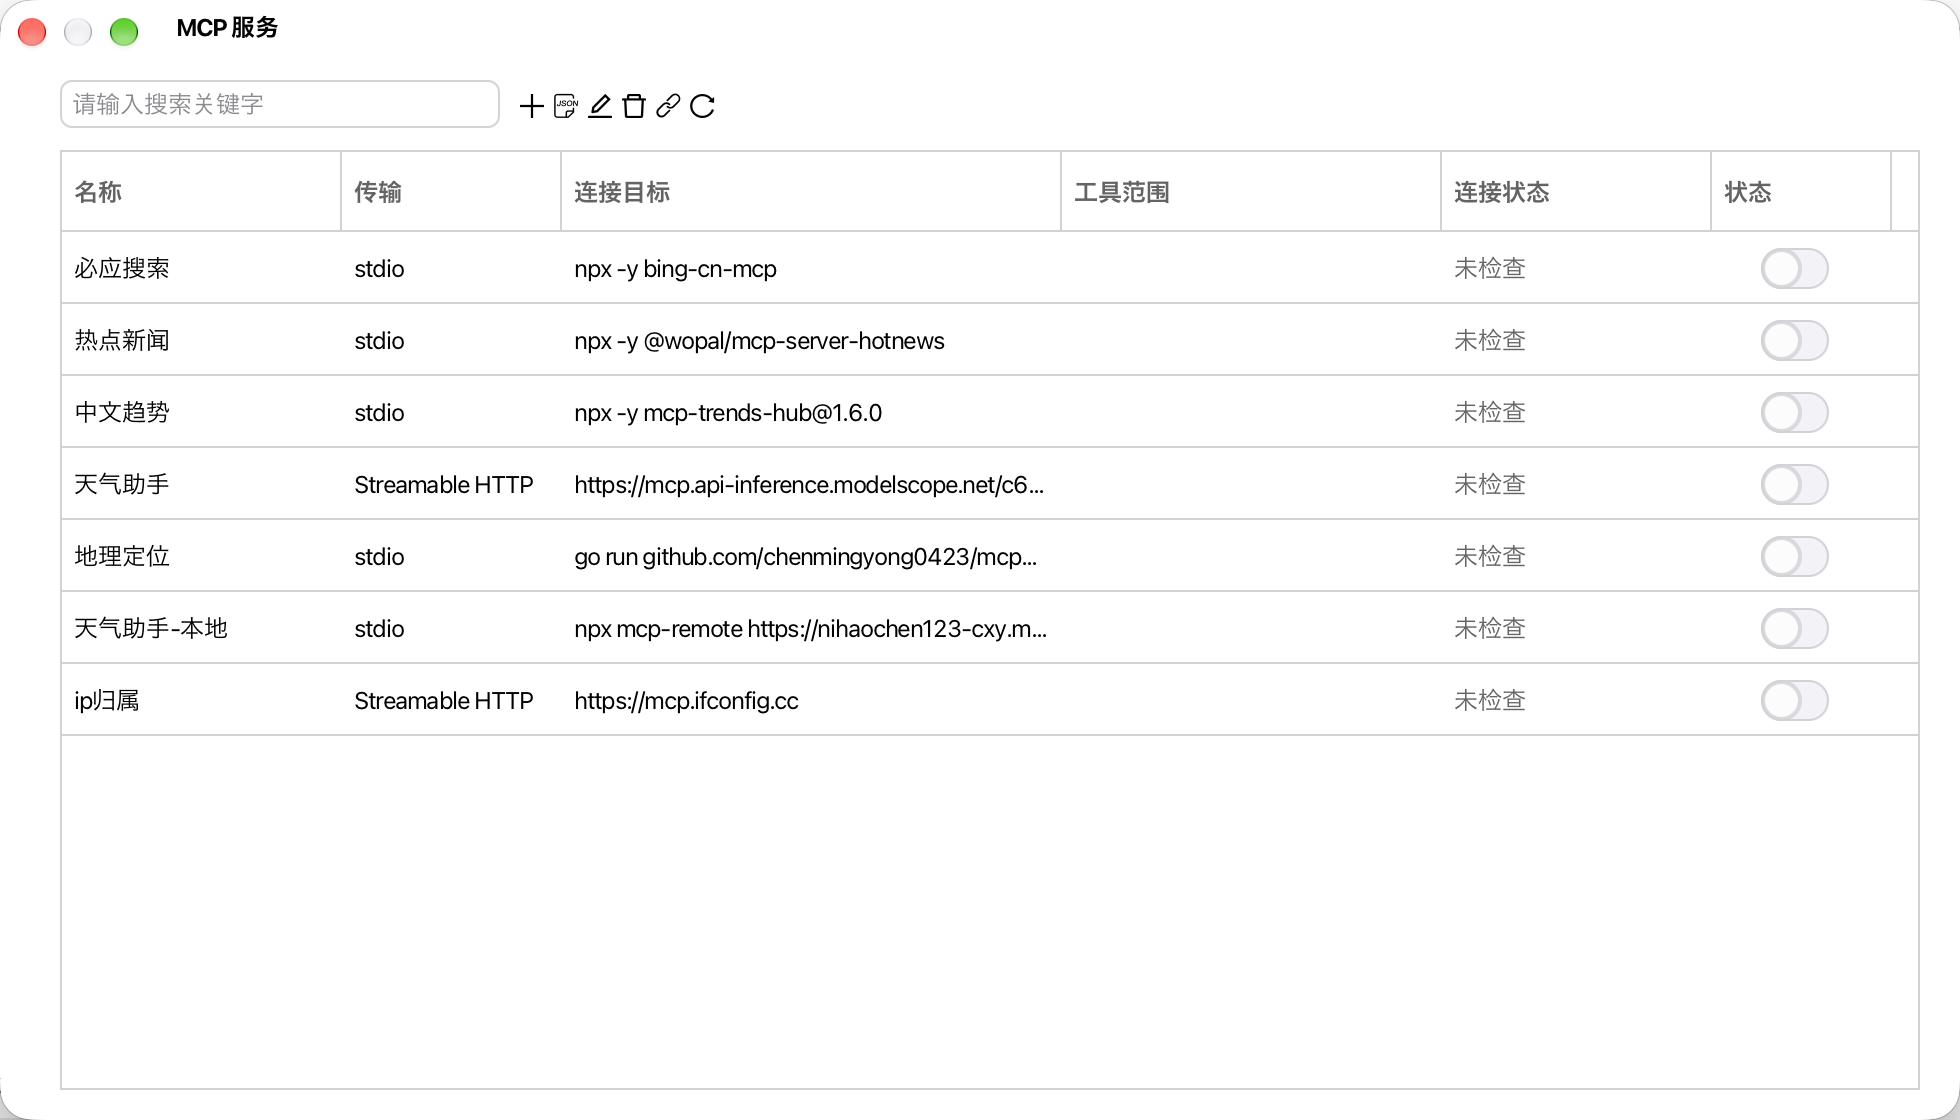 MCP 服务
请输入搜索关键字
JSON
名称 传输 连接目标 工具范围 连接状态 状态
必应搜索 stdio npx -y bing-cn-mcp 未检查
热点新闻 stdio npx -y @wopal/mcp-server-hotnews 未检查
中文趋势 stdio npx -y mcp-trends-hub@1.6.0 未检查
天气助手 Streamable HTTP https://mcp.api-inference.modelscope.net/c6... 未检查
地理定位 stdio go run github.com/chenmingyong0423/mcp... 未检查
天气助手-本地 stdio npx mcp-remote https://nihaochen123-cxy.m... 未检查
ip归属 Streamable HTTP https://mcp.ifconfig.cc 未检查